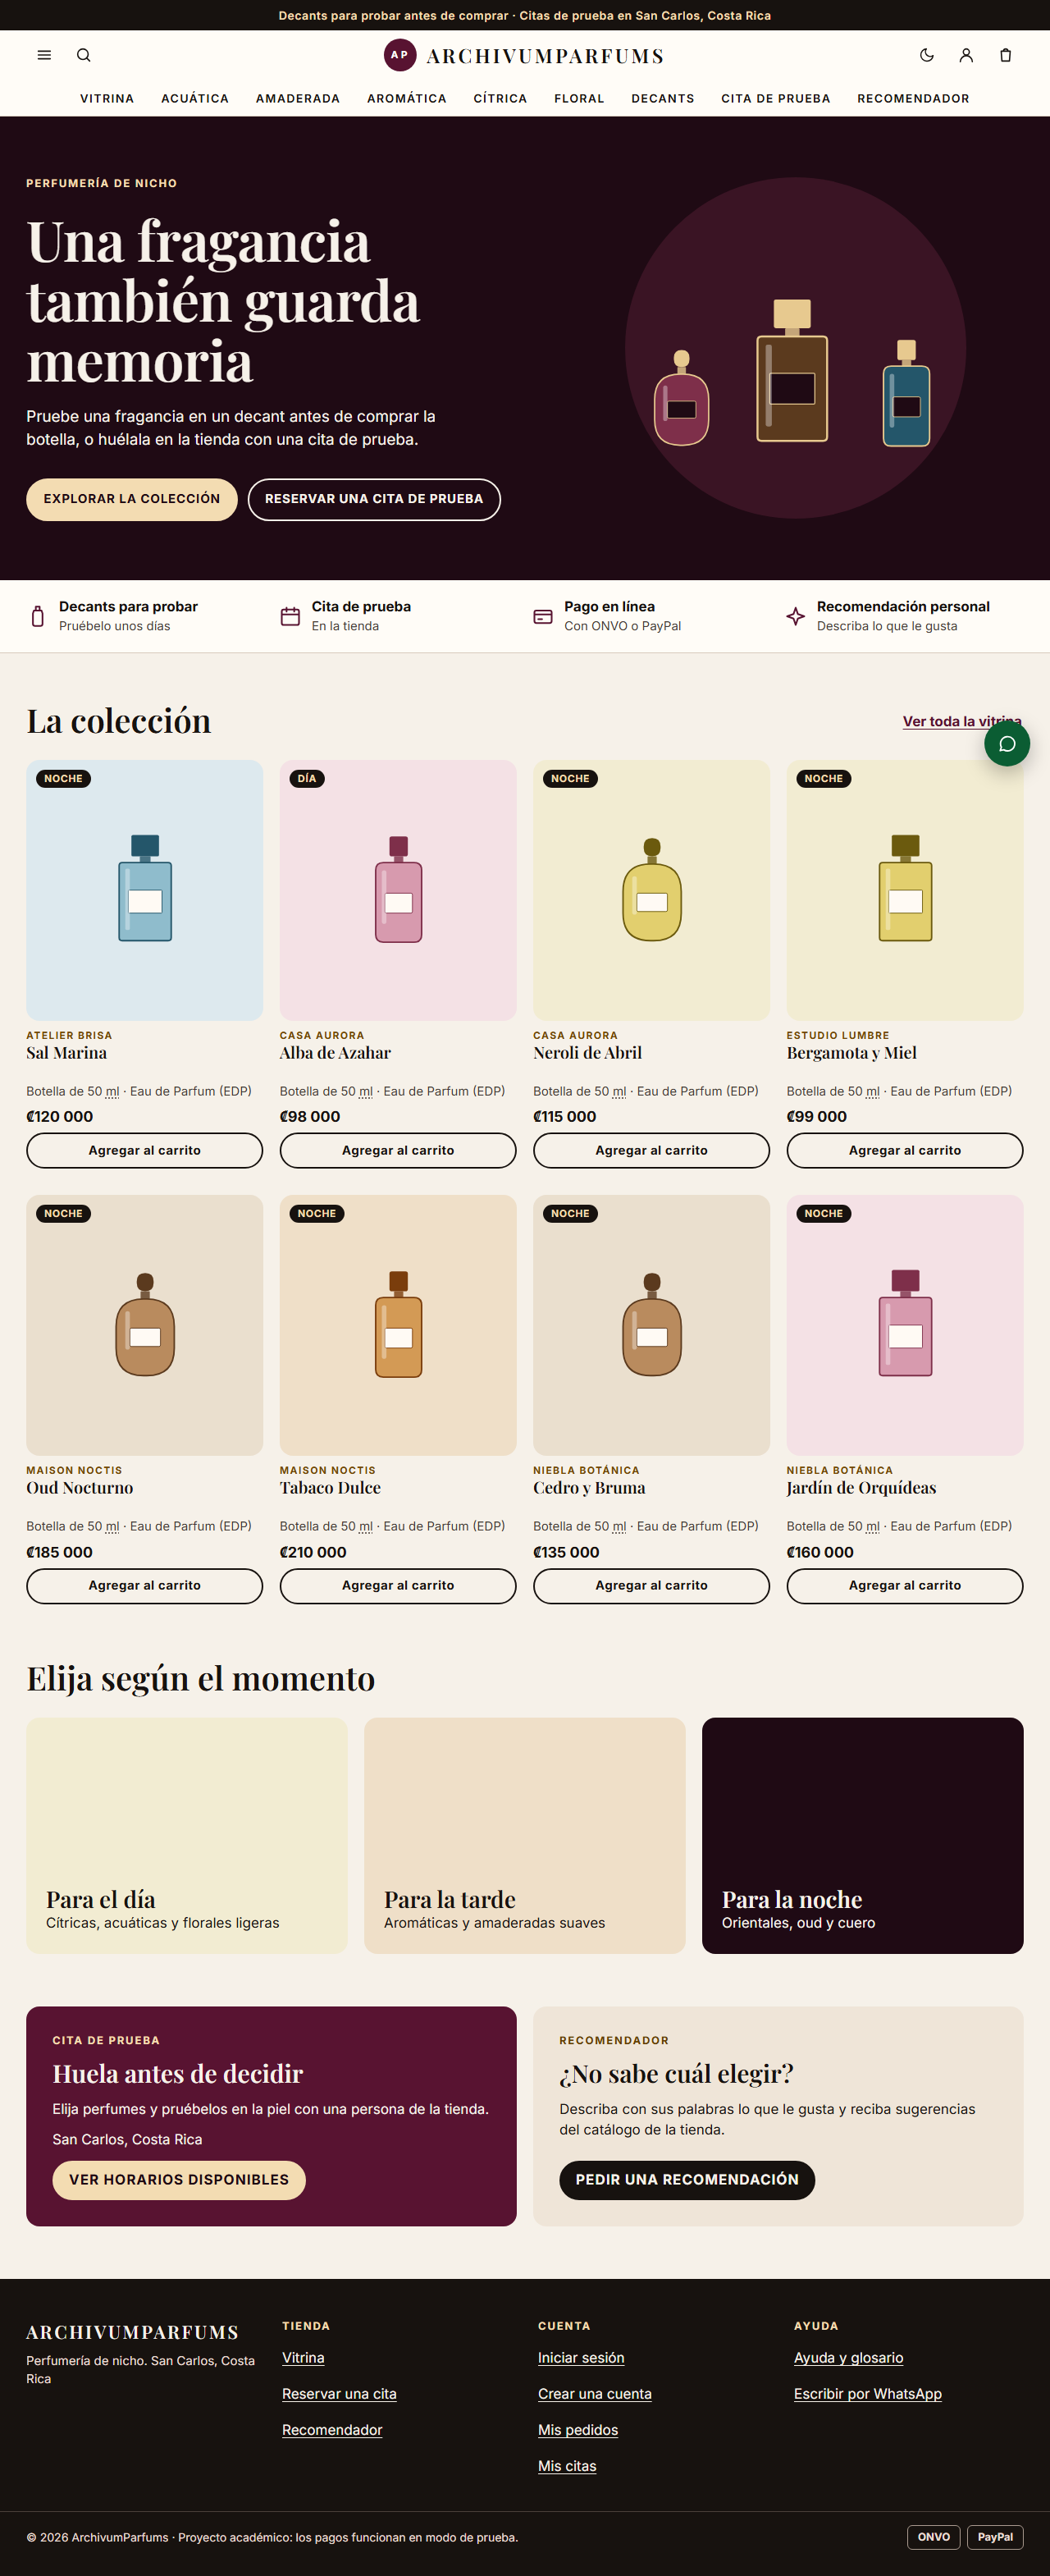 Decants para probar antes de comprar · Citas de prueba en San Carlos, Costa Rica
AP ARCHIVUMPARFUMS
VITRINA ACUÁTICA AMADERADA AROMÁTICA CÍTRICA FLORAL DECANTS CITA DE PRUEBA RECOMENDADOR
PERFUMERÍA DE NICHO
Una fragancia
también guarda
memoria
Pruebe una fragancia en un decant antes de comprar la
botella, o huélala en la tienda con una cita de prueba.
EXPLORAR LA COLECCIÓN RESERVAR UNA CITA DE PRUEBA
Decants para probar
Pruébelo unos días
Cita de prueba
En la tienda
Pago en línea
Con ONVO o PayPal
Recomendación personal
Describa lo que le gusta
La colección
Ver toda la vitrina
NOCHE
ATELIER BRISA
Sal Marina
Botella de 50 ml · Eau de Parfum (EDP)
₡120 000
Agregar al carrito
DÍA
CASA AURORA
Alba de Azahar
Botella de 50 ml · Eau de Parfum (EDP)
₡98 000
Agregar al carrito
NOCHE
CASA AURORA
Neroli de Abril
Botella de 50 ml · Eau de Parfum (EDP)
₡115 000
Agregar al carrito
NOCHE
ESTUDIO LUMBRE
Bergamota y Miel
Botella de 50 ml · Eau de Parfum (EDP)
₡99 000
Agregar al carrito
NOCHE
MAISON NOCTIS
Oud Nocturno
Botella de 50 ml · Eau de Parfum (EDP)
₡185 000
Agregar al carrito
NOCHE
MAISON NOCTIS
Tabaco Dulce
Botella de 50 ml · Eau de Parfum (EDP)
₡210 000
Agregar al carrito
NOCHE
NIEBLA BOTÁNICA
Cedro y Bruma
Botella de 50 ml · Eau de Parfum (EDP)
₡135 000
Agregar al carrito
NOCHE
NIEBLA BOTÁNICA
Jardín de Orquídeas
Botella de 50 ml · Eau de Parfum (EDP)
₡160 000
Agregar al carrito
Elija según el momento
Para el día
Cítricas, acuáticas y florales ligeras
Para la tarde
Aromáticas y amaderadas suaves
Para la noche
Orientales, oud y cuero
CITA DE PRUEBA
Huela antes de decidir
Elija perfumes y pruébelos en la piel con una persona de la tienda.
San Carlos, Costa Rica
VER HORARIOS DISPONIBLES
RECOMENDADOR
¿No sabe cuál elegir?
Describa con sus palabras lo que le gusta y reciba sugerencias
del catálogo de la tienda.
PEDIR UNA RECOMENDACIÓN
ARCHIVUMPARFUMS
Perfumería de nicho. San Carlos, Costa
Rica
TIENDA
Vitrina
Reservar una cita
Recomendador
CUENTA
Iniciar sesión
Crear una cuenta
Mis pedidos
Mis citas
AYUDA
Ayuda y glosario
Escribir por WhatsApp
© 2026 ArchivumParfums · Proyecto académico: los pagos funcionan en modo de prueba.
ONVO PayPal